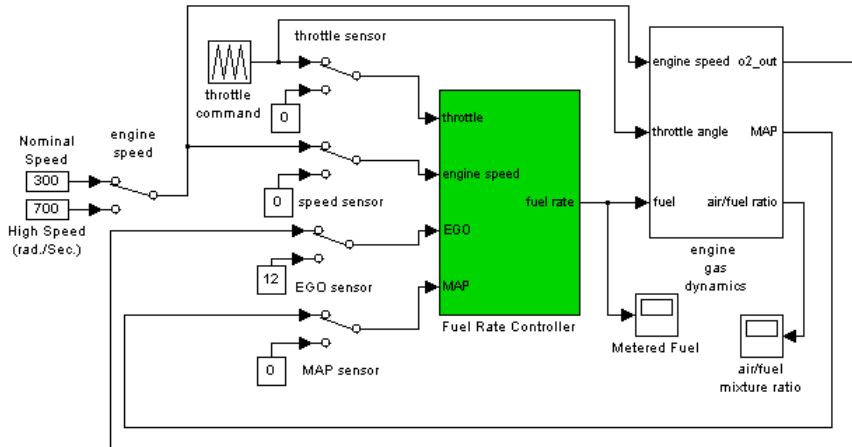 throttle sensor
throttle
command
0
Nominal
Speed
engine
speed
300
700
High Speed
(rad./Sec.)
0
speed sensor
12
EGO sensor
0
MAP sensor
throttle
engine speed
fuel rate
EGO
MAP
Fuel Rate Controller
engine speed
o2_out
throttle angle
MAP
fuel
air/fuel ratio
engine
gas
dynamics
Metered Fuel
air/fuel
mixture ratio